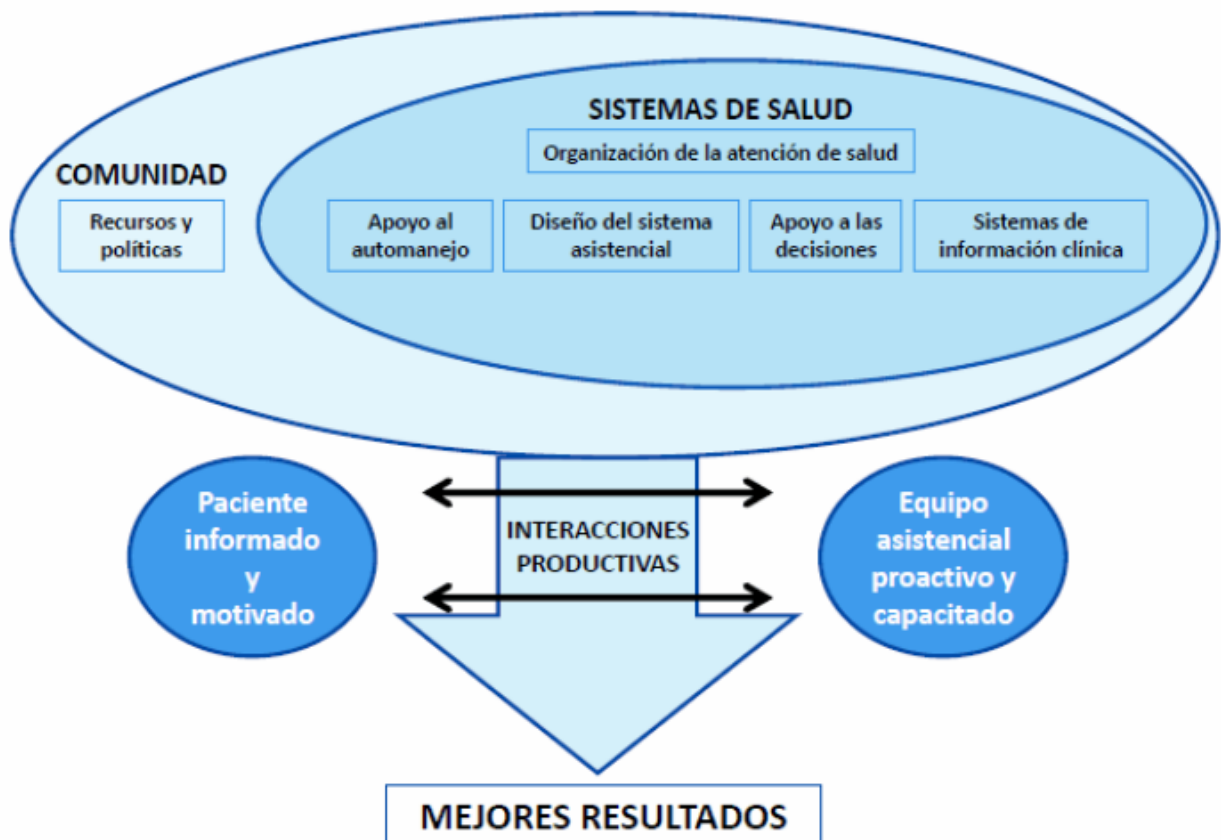 SISTEMAS DE SALUD
Organización de la atención de salud
COMUNIDAD
Recursos y
políticas
Apoyo al
automanejo
Diseño del sistema
asistencial
Apoyo a las
decisiones
Sistemas de
información clínica
Paciente
informado
y
motivado
INTERACCIONES
PRODUCTIVAS
Equipo
asistencial
proactivo y
capacitado
MEJORES RESULTADOS